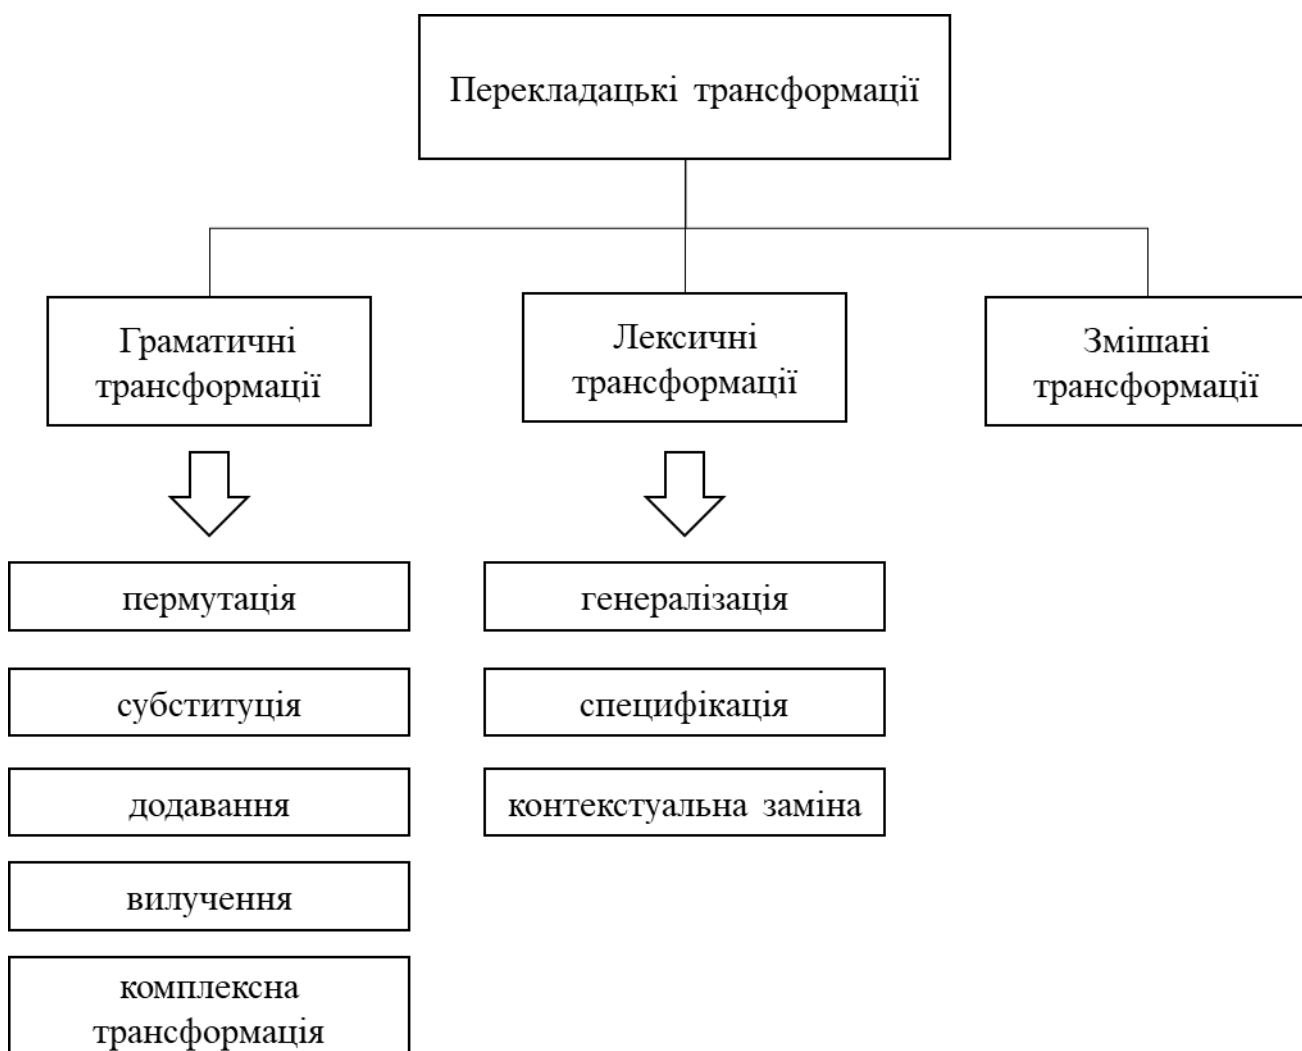 Перекладацькі трансформації
Граматичні
трансформації
Лексичні
трансформації
Змішані
трансформації
пермутація
генералізація
субституція
специфікація
додавання
контекстуальна заміна
вилучення
комплексна
трансформація